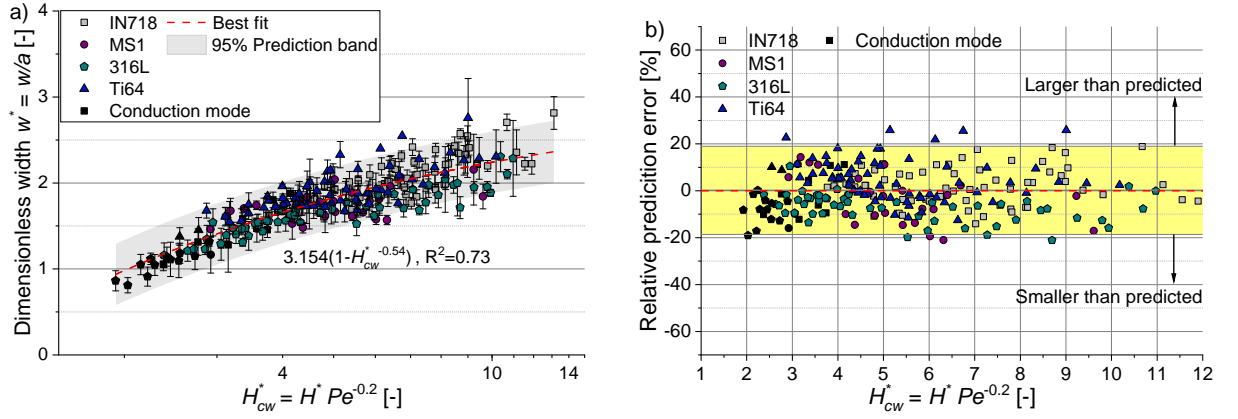 a)
Dimensionless width w* = w/a [-]
4
3
2
1
0
IN718
MS1
316L
Ti64
Conduction mode
Best fit
95% Prediction band
3.154(1-H*cw^-0.54) , R²=0.73
4
10
14
H*cw = H* Pe^-0.2 [-]
b)
Relative prediction error [%]
60
40
20
0
-20
-40
-60
IN718
MS1
316L
Ti64
Conduction mode
Larger than predicted
Smaller than predicted
1 2 3 4 5 6 7 8 9 10 11 12
H*cw = H* Pe^-0.2 [-]